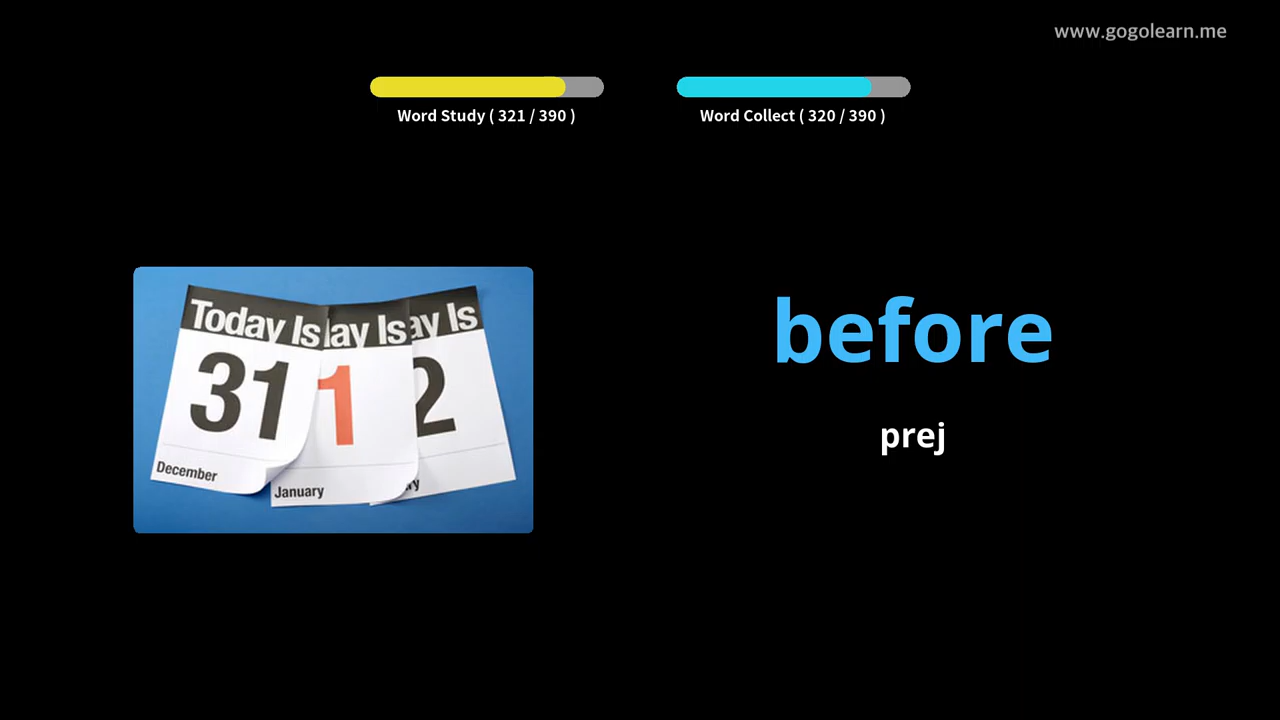 www.gogolearn.me
Word Study ( 321 / 390 )
Word Collect ( 320 / 390 )
Today Is
ay Is
ay Is
31
1
2
December
January
ry
before
prej